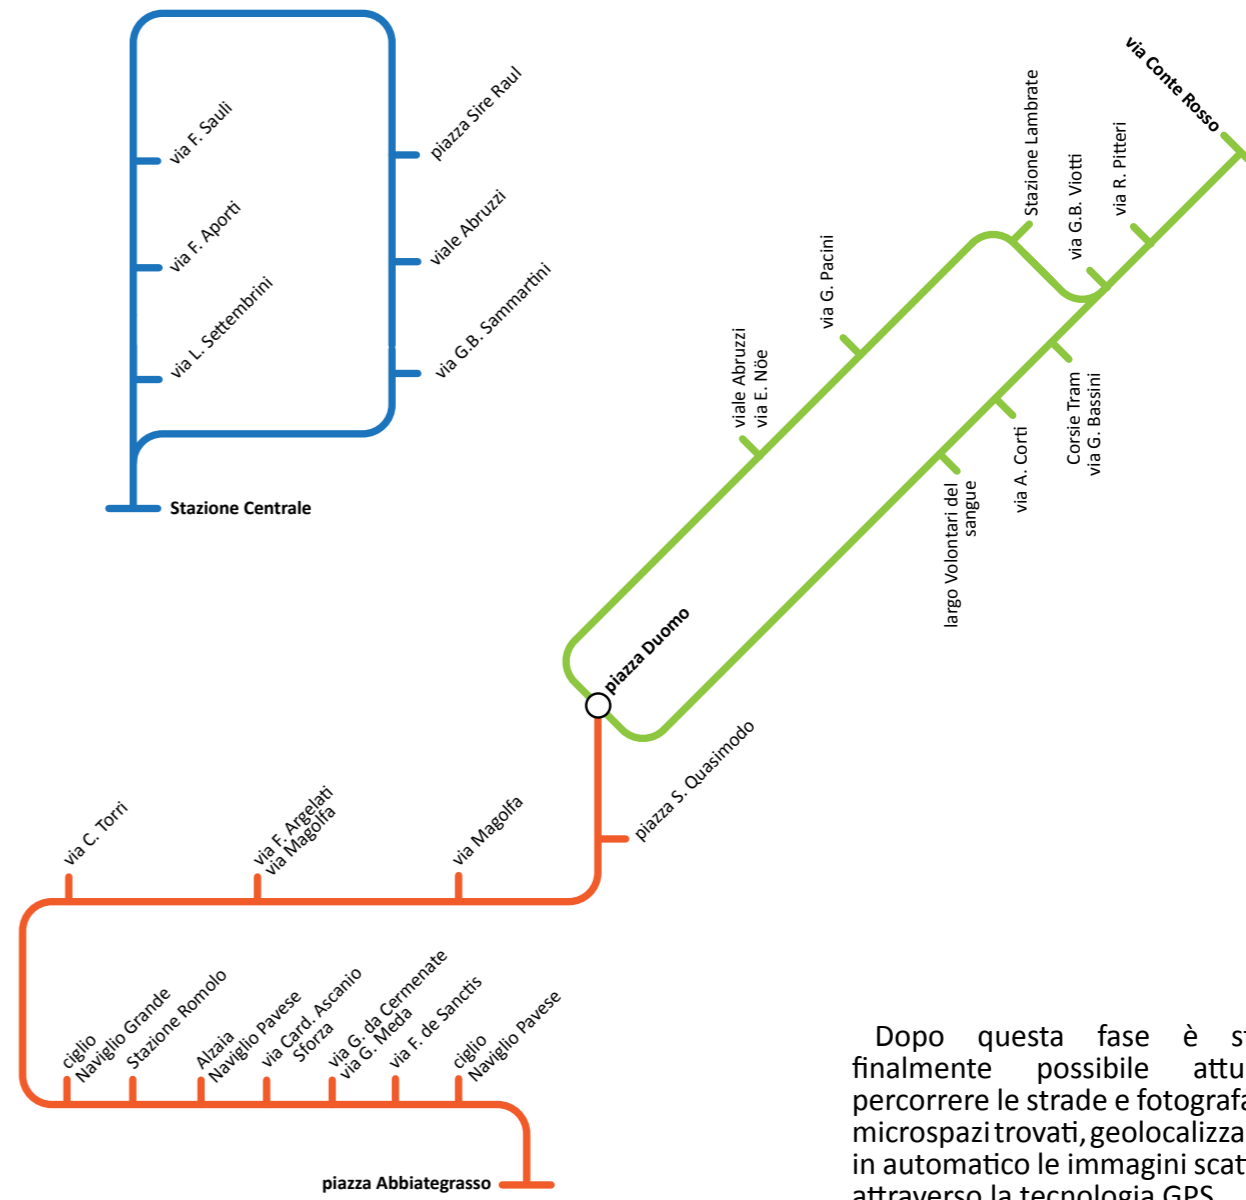 via F. Sauli
via F. Aporti
via L. Settembrini
piazza Sire Raul
viale Abruzzi
via G.B. Sammartini
Stazione Centrale
via Conte Rosso
Stazione Lambrate
via G.B. Viotti
via R. Pitteri
via G. Pacini
viale Abruzzi
via E. Nöe
Corsie Tram
via G. Bassini
via A. Corti
largo Volontari del
sangue
piazza Duomo
piazza S. Quasimodo
via C. Torri
via F. Argelati
via Magolfa
via Magolfa
ciglio
Naviglio Grande
Stazione Romolo
Alzaia
Naviglio Pavese
via Card. Ascanio
Sforza
via G. da Cermenate
via G. Meda
via F. de Sanctis
ciglio
Naviglio Pavese
piazza Abbiategrasso
Dopo questa fase è
finalmente possibile
percorrere le strade e
microspazi trovati,
in automatico le immagini
attraverso la tecnologia GPS